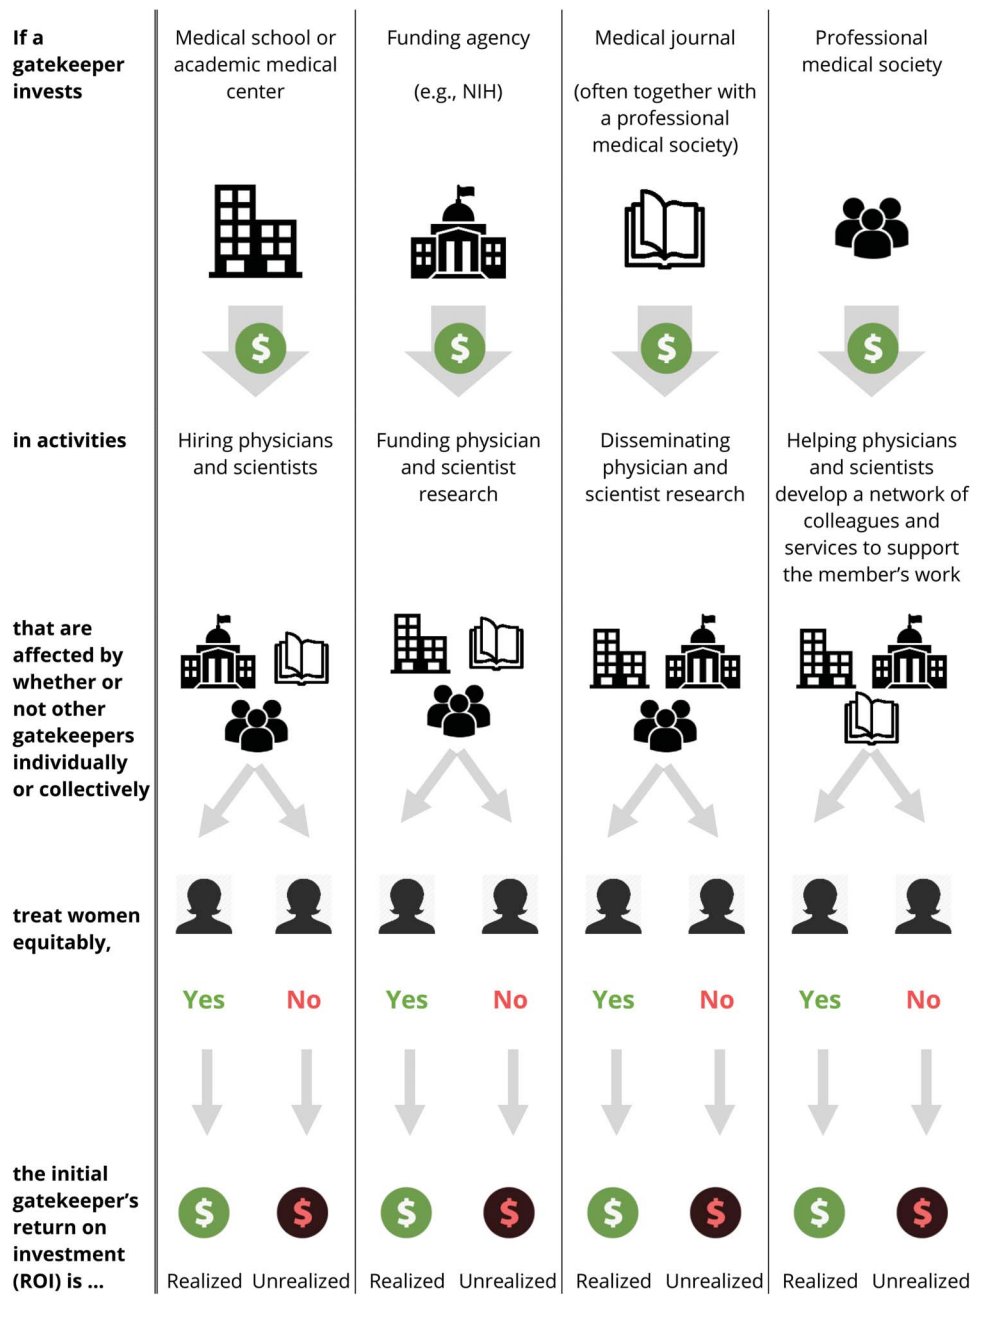 If a
gatekeeper
invests
Medical school or
academic medical
center
Funding agency
(e.g., NIH)
Medical journal
(often together with
a professional
medical society)
Professional
medical society
$
$
$
$
in activities
Hiring physicians
and scientists
Funding physician
and scientist
research
Disseminating
physician and
scientist research
Helping physicians
and scientists
develop a network of
colleagues and
services to support
the member’s work
that are
affected by
whether or
not other
gatekeepers
individually
or collectively
treat women
equitably,
Yes
No
Yes
No
Yes
No
Yes
No
the initial
gatekeeper’s
return on
investment
(ROI) is ...
$
$
$
$
$
$
$
$
Realized
Unrealized
Realized
Unrealized
Realized
Unrealized
Realized
Unrealized